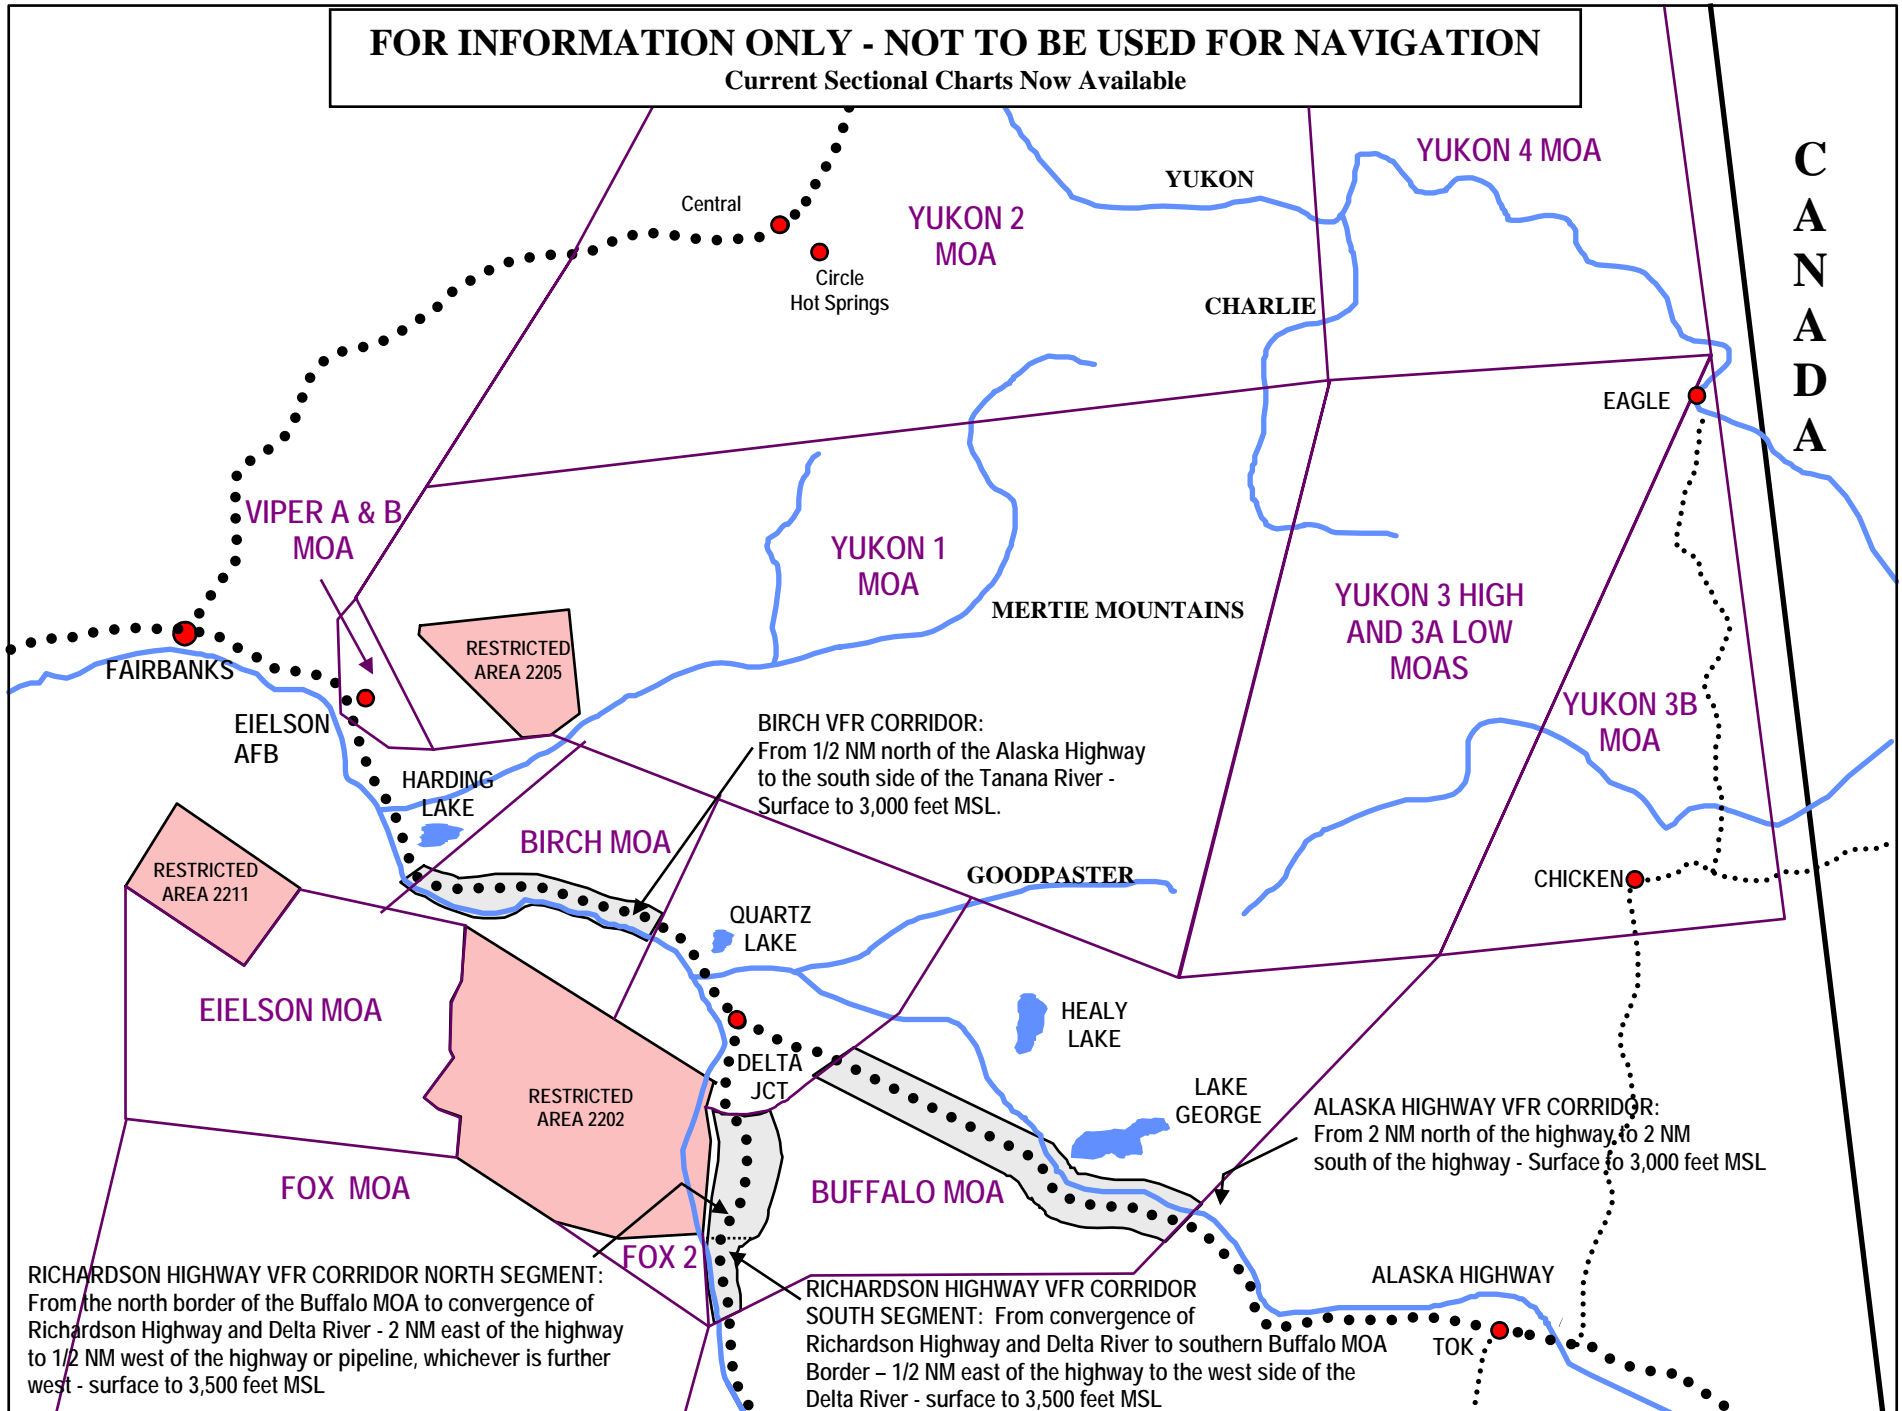 FOR INFORMATION ONLY - NOT TO BE USED FOR NAVIGATION
Current Sectional Charts Now Available
C
A
N
A
D
A
YUKON 4 MOA
YUKON
Central
YUKON 2
MOA
Circle
Hot Springs
CHARLIE
EAGLE
VIPER A & B
MOA
YUKON 1
MOA
MERTIE MOUNTAINS
YUKON 3 HIGH
AND 3A LOW
MOAS
RESTRICTED
AREA 2205
FAIRBANKS
EIELSON
AFB
YUKON 3B
MOA
BIRCH VFR CORRIDOR:
From 1/2 NM north of the Alaska Highway
to the south side of the Tanana River -
Surface to 3,000 feet MSL.
HARDING
LAKE
BIRCH MOA
RESTRICTED
AREA 2211
GOODPASTER
CHICKEN
QUARTZ
LAKE
EIELSON MOA
HEALY
LAKE
DELTA
JCT
RESTRICTED
AREA 2202
LAKE
GEORGE
ALASKA HIGHWAY VFR CORRIDOR:
From 2 NM north of the highway to 2 NM
south of the highway - Surface to 3,000 feet MSL
FOX MOA
BUFFALO MOA
FOX 2
RICHARDSON HIGHWAY VFR CORRIDOR NORTH SEGMENT:
From the north border of the Buffalo MOA to convergence of
Richardson Highway and Delta River - 2 NM east of the highway
to 1/2 NM west of the highway or pipeline, whichever is further
west - surface to 3,500 feet MSL
RICHARDSON HIGHWAY VFR CORRIDOR
SOUTH SEGMENT: From convergence of
Richardson Highway and Delta River to southern Buffalo MOA
Border – 1/2 NM east of the highway to the west side of the
Delta River - surface to 3,500 feet MSL
ALASKA HIGHWAY
TOK